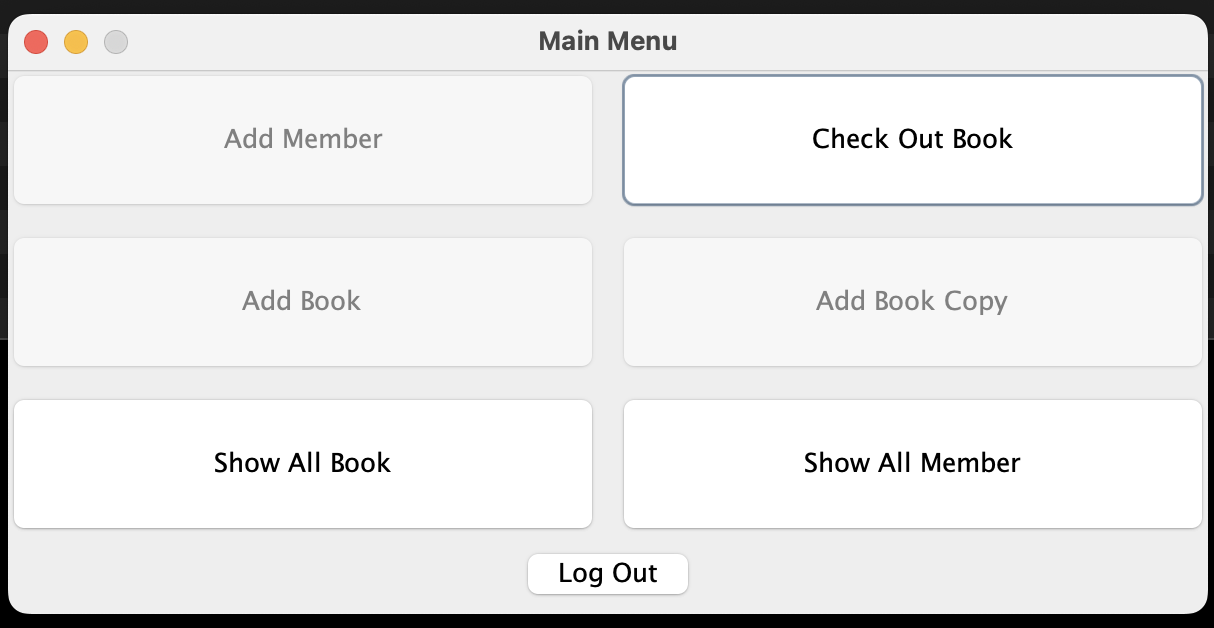 Main Menu
Add Member
Check Out Book
Add Book
Add Book Copy
Show All Book
Show All Member
Log Out